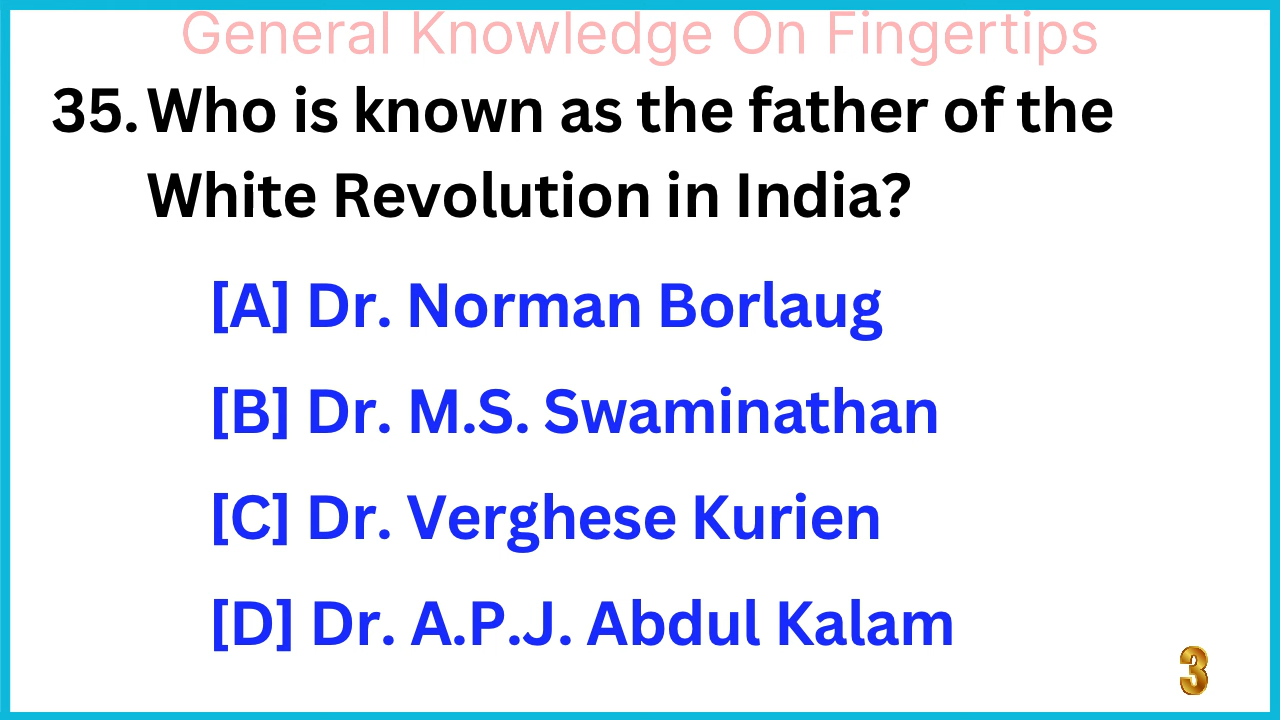 General Knowledge On Fingertips
35. Who is known as the father of the
White Revolution in India?
[A] Dr. Norman Borlaug
[B] Dr. M.S. Swaminathan
[C] Dr. Verghese Kurien
[D] Dr. A.P.J. Abdul Kalam
3